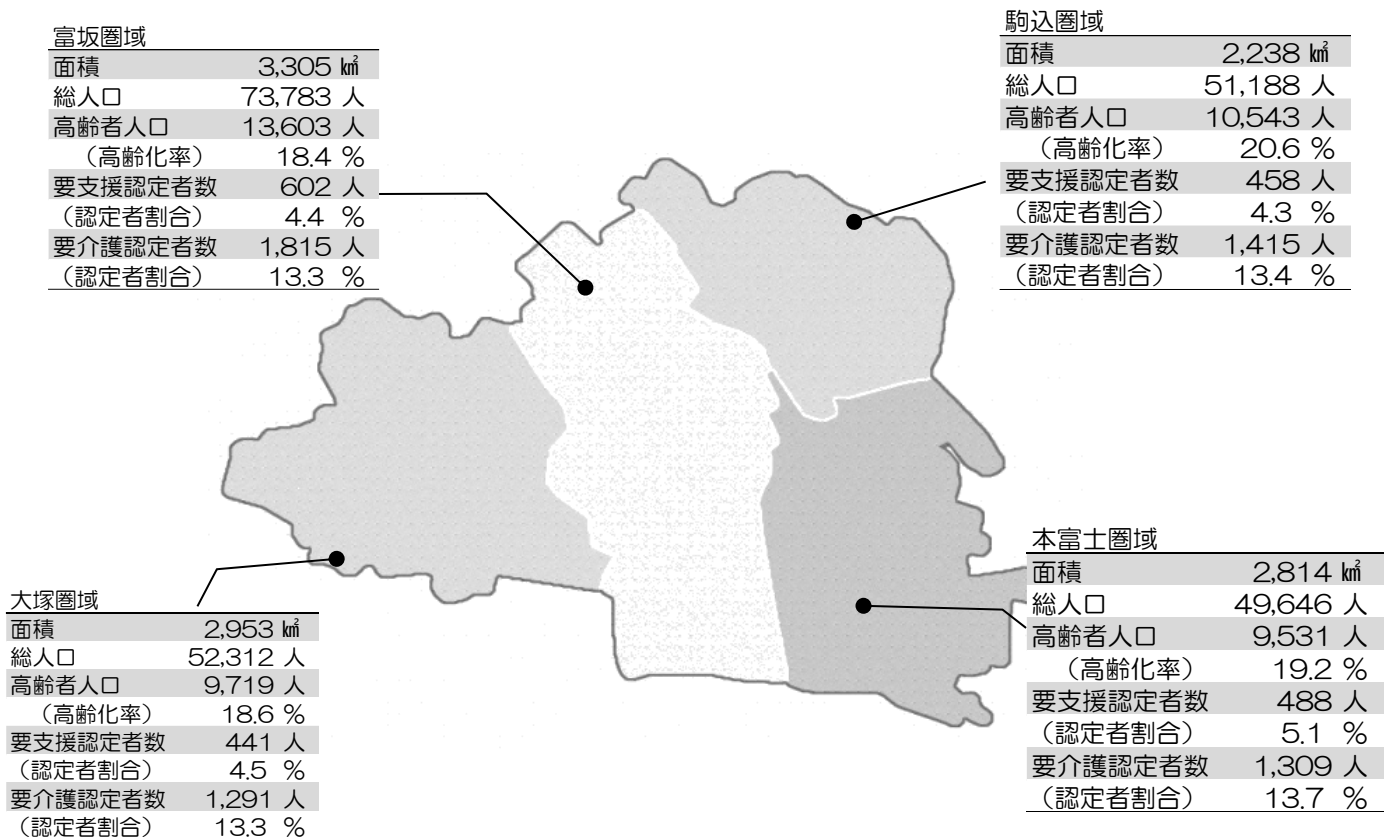 富坂圏域
面積 3,305 ㎢
総人口 73,783 人
高齢者人口 13,603 人
（高齢化率） 18.4 %
要支援認定者数 602 人
（認定者割合） 4.4 %
要介護認定者数 1,815 人
（認定者割合） 13.3 %
駒込圏域
面積 2,238 ㎢
総人口 51,188 人
高齢者人口 10,543 人
（高齢化率） 20.6 %
要支援認定者数 458 人
（認定者割合） 4.3 %
要介護認定者数 1,415 人
（認定者割合） 13.4 %
大塚圏域
面積 2,953 ㎢
総人口 52,312 人
高齢者人口 9,719 人
（高齢化率） 18.6 %
要支援認定者数 441 人
（認定者割合） 4.5 %
要介護認定者数 1,291 人
（認定者割合） 13.3 %
本富士圏域
面積 2,814 ㎢
総人口 49,646 人
高齢者人口 9,531 人
（高齢化率） 19.2 %
要支援認定者数 488 人
（認定者割合） 5.1 %
要介護認定者数 1,309 人
（認定者割合） 13.7 %